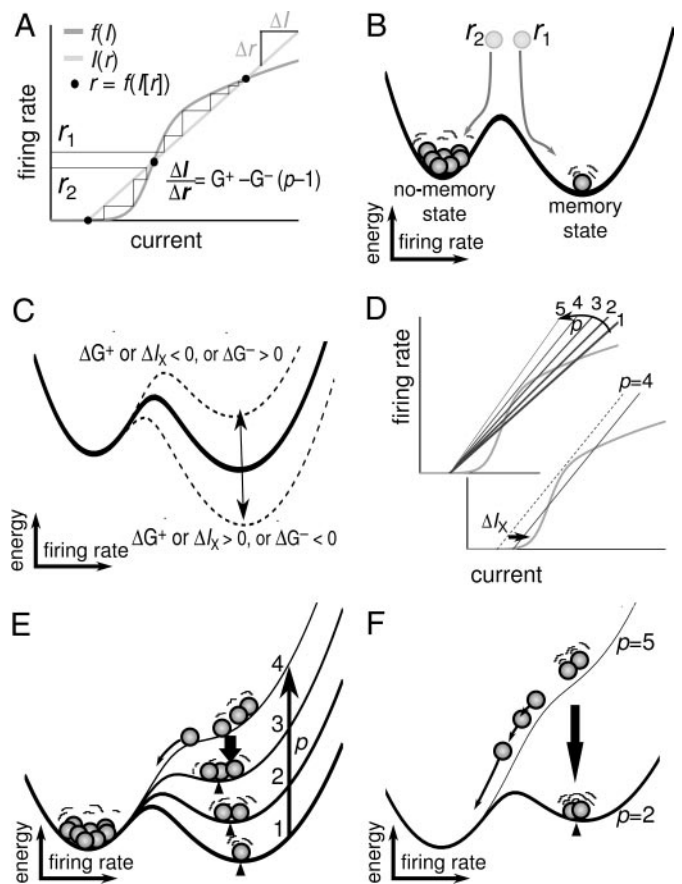 A
f(I)
I(r)
r = f(I[r])
ΔI
Δr
r1
r2
ΔI/Δr = G⁺ –G⁻ (p–1)
firing rate
current
B
r2
r1
no-memory
state
memory
state
energy
firing rate
C
ΔG⁺ or ΔIX < 0, or ΔG⁻ > 0
ΔG⁺ or ΔIX > 0, or ΔG⁻ < 0
energy
firing rate
D
5 4 3 2 1
p
p=4
ΔIX
firing rate
current
E
4
3
2
1
p
energy
firing rate
F
p=5
p=2
energy
firing rate